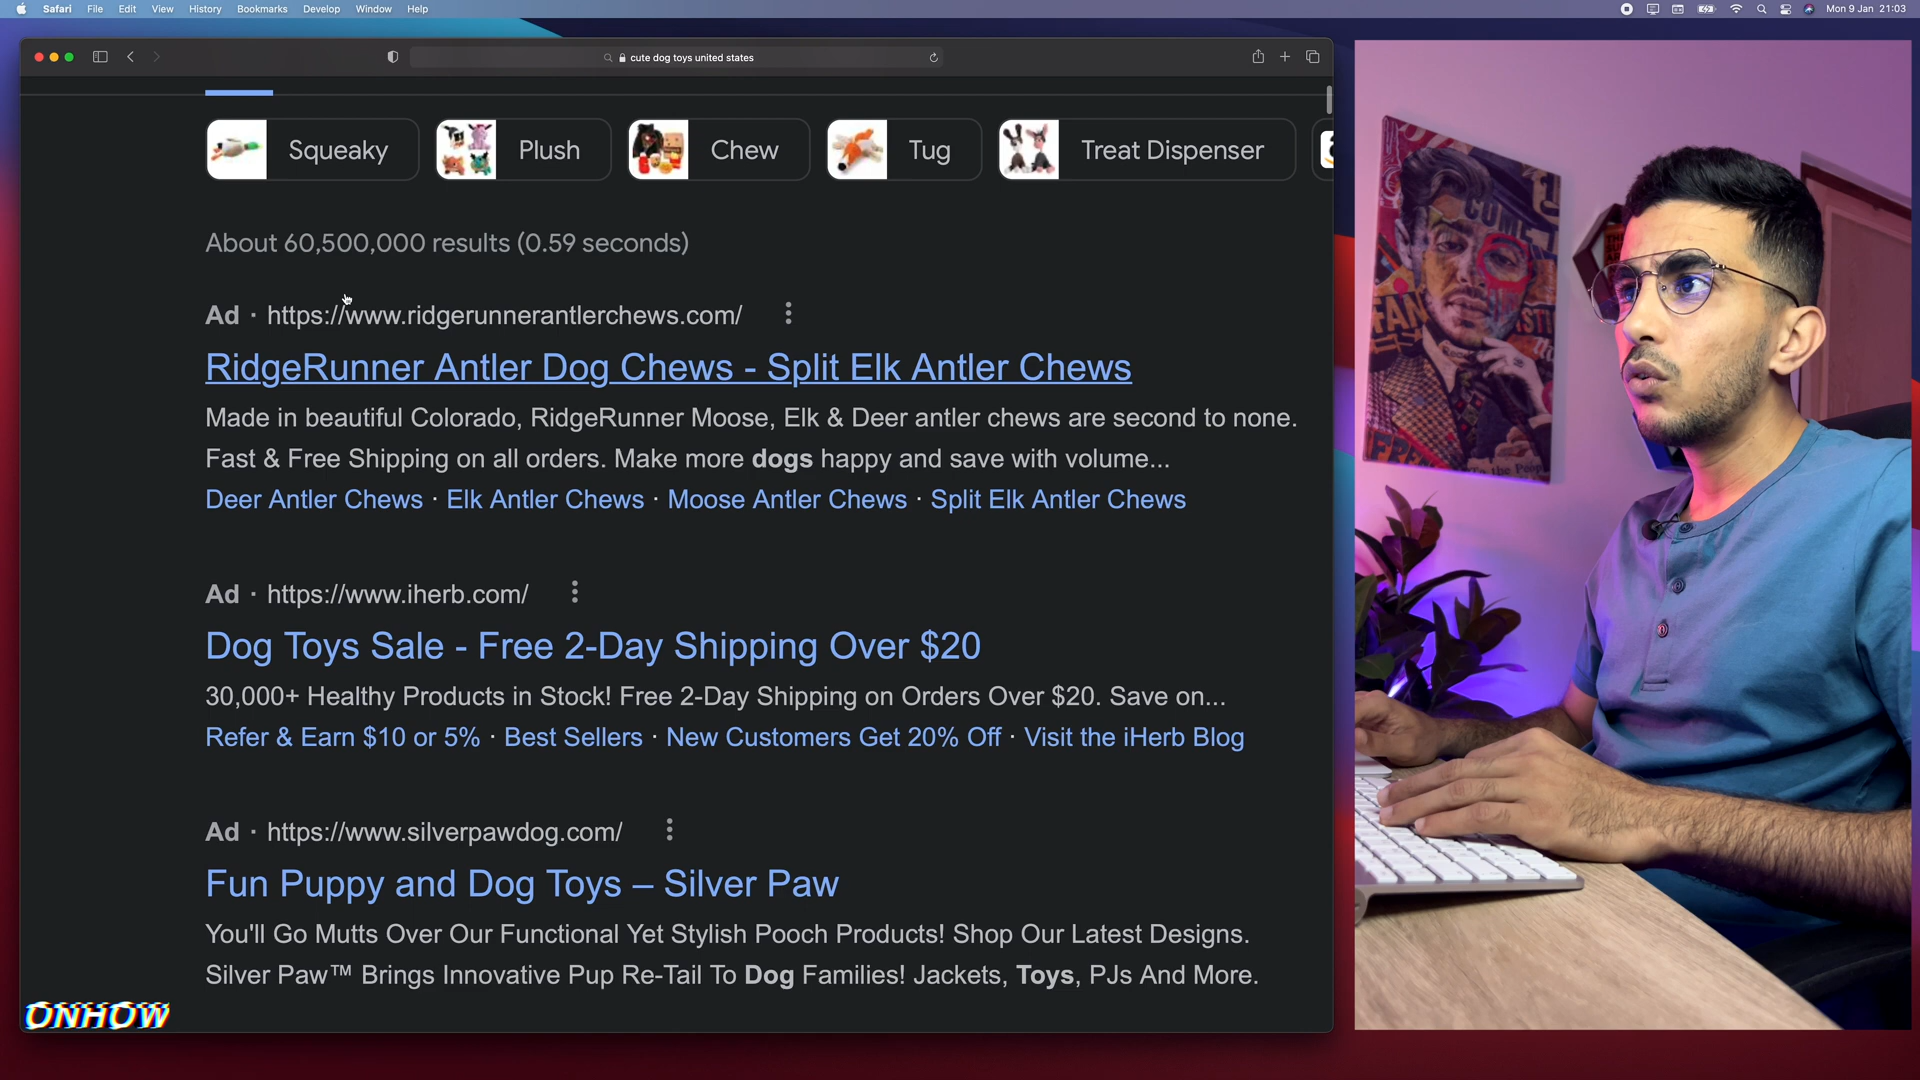 Safari File Edit View History Bookmarks Develop Window Help
Mon 9 Jan 21:03
cute dog toys united states
Squeaky
Plush
Chew
Tug
Treat Dispenser
About 60,500,000 results (0.59 seconds)
Ad · https://www.ridgerunnerantlerchews.com/
RidgeRunner Antler Dog Chews - Split Elk Antler Chews
Made in beautiful Colorado, RidgeRunner Moose, Elk & Deer antler chews are second to none.
Fast & Free Shipping on all orders. Make more dogs happy and save with volume...
Deer Antler Chews · Elk Antler Chews · Moose Antler Chews · Split Elk Antler Chews
Ad · https://www.iherb.com/
Dog Toys Sale - Free 2-Day Shipping Over $20
30,000+ Healthy Products in Stock! Free 2-Day Shipping on Orders Over $20. Save on...
Refer & Earn $10 or 5% · Best Sellers · New Customers Get 20% Off · Visit the iHerb Blog
Ad · https://www.silverpawdog.com/
Fun Puppy and Dog Toys – Silver Paw
You'll Go Mutts Over Our Functional Yet Stylish Pooch Products! Shop Our Latest Designs.
Silver Paw™ Brings Innovative Pup Re-Tail To Dog Families! Jackets, Toys, PJs And More.
ONHOW